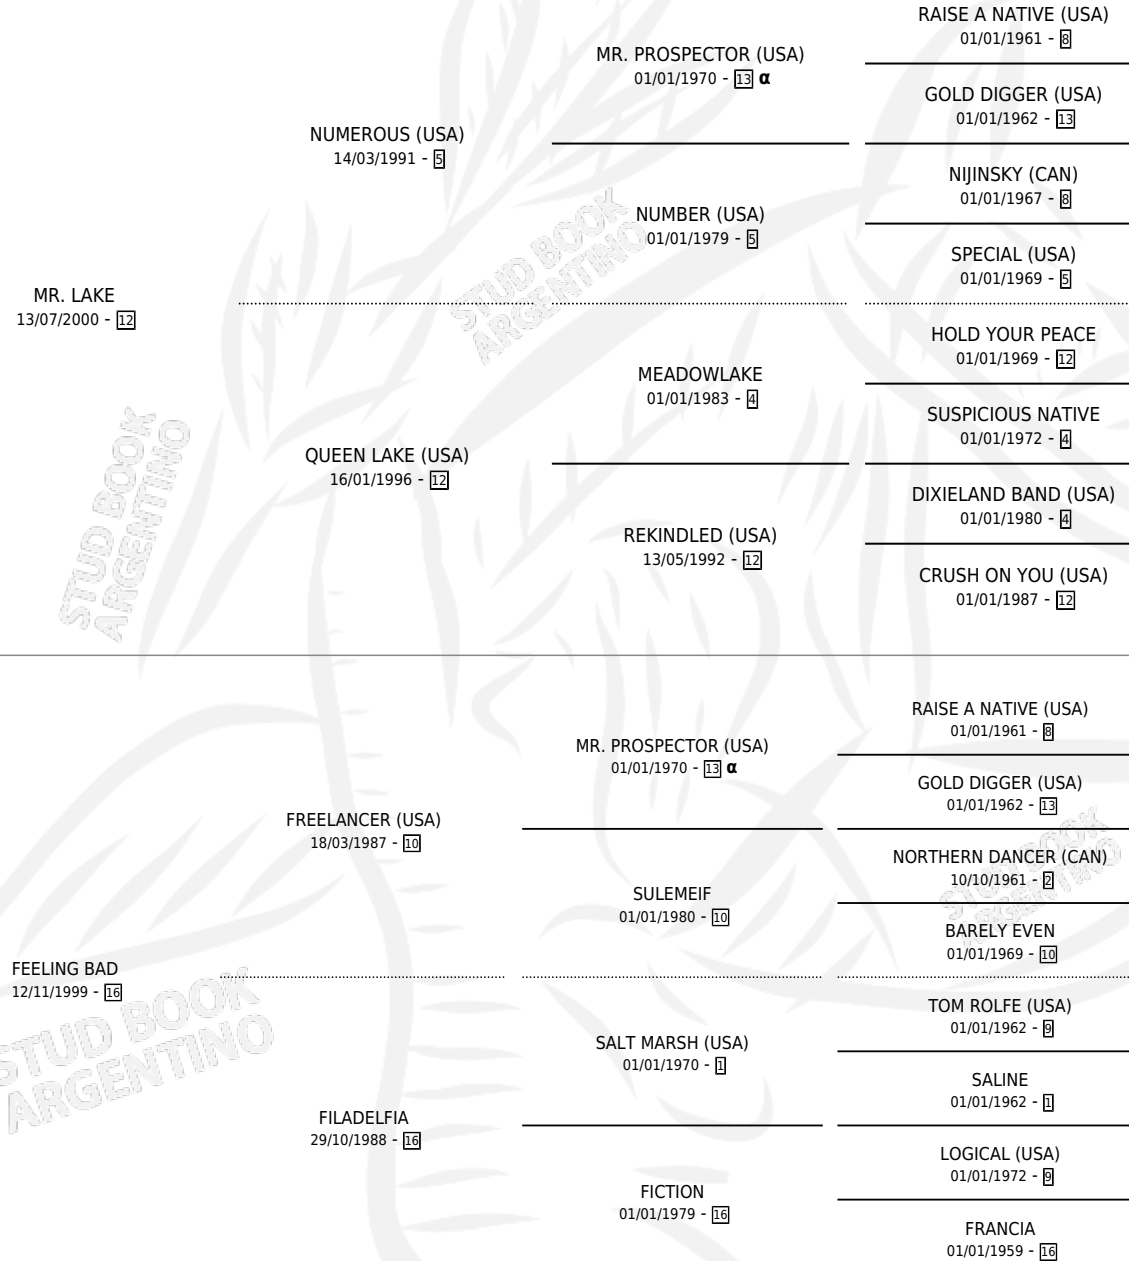 RAISE A NATIVE (USA)
01/01/1961 - 8
MR. PROSPECTOR (USA)
01/01/1970 - 13 α
GOLD DIGGER (USA)
01/01/1962 - 13
NUMEROUS (USA)
14/03/1991 - 5
NIJINSKY (CAN)
01/01/1967 - 8
NUMBER (USA)
01/01/1979 - 5
SPECIAL (USA)
01/01/1969 - 5
MR. LAKE
13/07/2000 - 12
HOLD YOUR PEACE
01/01/1969 - 12
MEADOWLAKE
01/01/1983 - 4
SUSPICIOUS NATIVE
01/01/1972 - 4
QUEEN LAKE (USA)
16/01/1996 - 12
DIXIELAND BAND (USA)
01/01/1980 - 4
REKINDLED (USA)
13/05/1992 - 12
CRUSH ON YOU (USA)
01/01/1987 - 12
STUD BOOK
ARGENTINO
STUD BOOK
ARGENTINO
RAISE A NATIVE (USA)
01/01/1961 - 8
MR. PROSPECTOR (USA)
01/01/1970 - 13 α
GOLD DIGGER (USA)
01/01/1962 - 13
FREELANCER (USA)
18/03/1987 - 10
NORTHERN DANCER (CAN)
10/10/1961 - 2
SULEMEIF
01/01/1980 - 10
BARELY EVEN
01/01/1969 - 10
FEELING BAD
12/11/1999 - 16
TOM ROLFE (USA)
01/01/1962 - 9
SALT MARSH (USA)
01/01/1970 - 1
SALINE
01/01/1962 - 1
FILADELFIA
29/10/1988 - 16
LOGICAL (USA)
01/01/1972 - 9
FICTION
01/01/1979 - 16
FRANCIA
01/01/1959 - 16
STUD BOOK
ARGENTINO
STUD BOOK
ARGENTINO